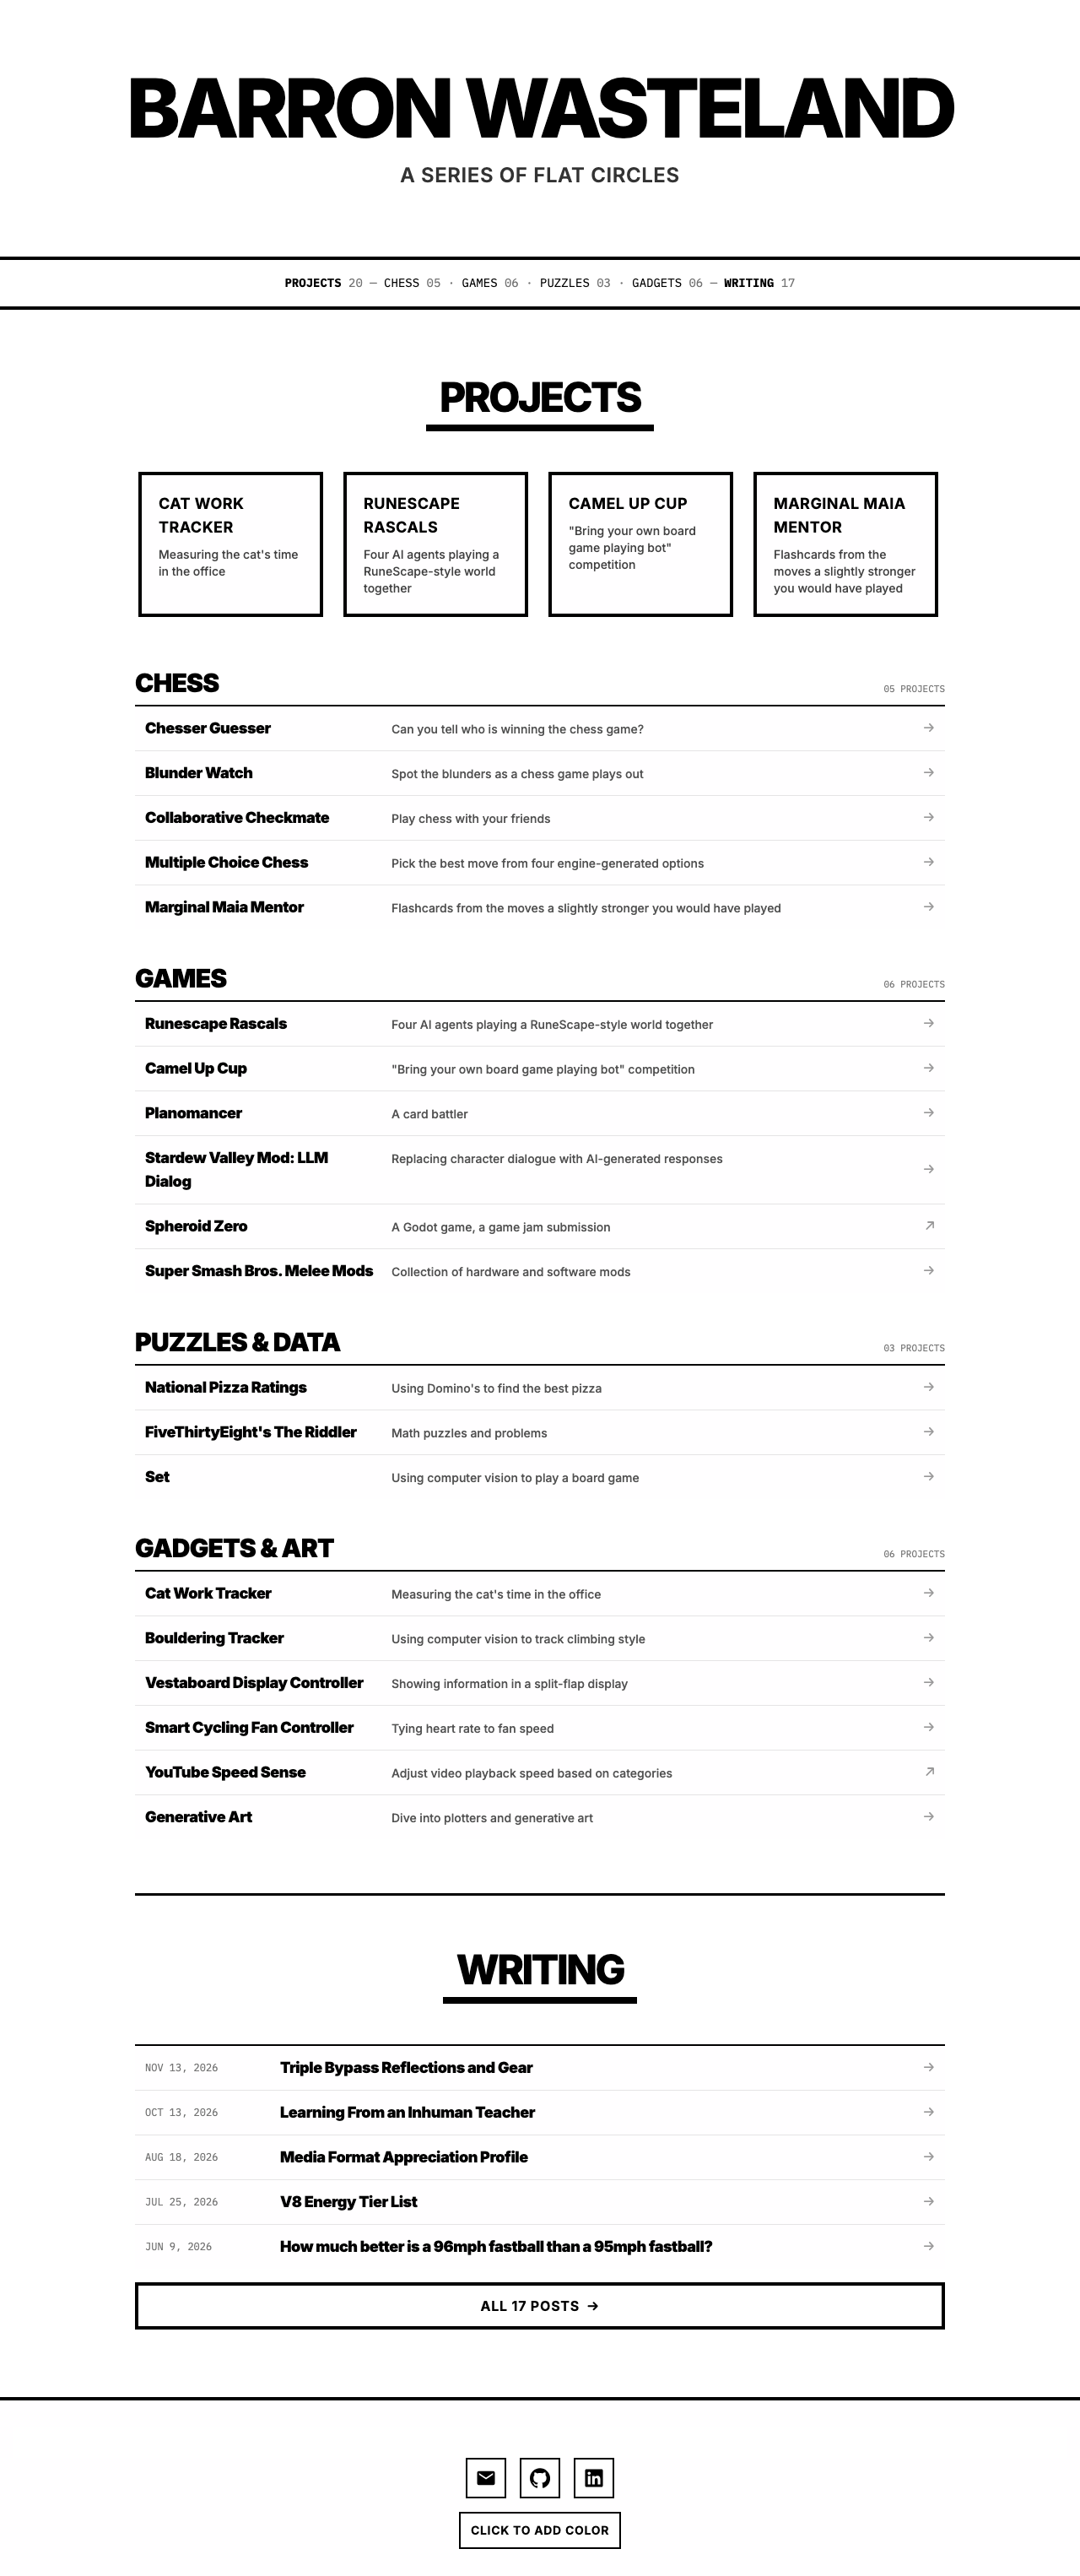 BARRON WASTELAND
A SERIES OF FLAT CIRCLES
PROJECTS 20 — CHESS 05 · GAMES 06 · PUZZLES 03 · GADGETS 06 — WRITING 17
PROJECTS
CAT WORK
TRACKER
Measuring the cat's time
in the office
RUNESCAPE
RASCALS
Four AI agents playing a
RuneScape-style world
together
CAMEL UP CUP
"Bring your own board
game playing bot"
competition
MARGINAL MAIA
MENTOR
Flashcards from the
moves a slightly stronger
you would have played
CHESS 05 PROJECTS
Chesser Guesser Can you tell who is winning the chess game? →
Blunder Watch Spot the blunders as a chess game plays out →
Collaborative Checkmate Play chess with your friends →
Multiple Choice Chess Pick the best move from four engine-generated options →
Marginal Maia Mentor Flashcards from the moves a slightly stronger you would have played →
GAMES 06 PROJECTS
Runescape Rascals Four AI agents playing a RuneScape-style world together →
Camel Up Cup "Bring your own board game playing bot" competition →
Planomancer A card battler →
Stardew Valley Mod: LLM Replacing character dialogue with AI-generated responses →
Dialog
Spheroid Zero A Godot game, a game jam submission ↗
Super Smash Bros. Melee Mods Collection of hardware and software mods →
PUZZLES & DATA 03 PROJECTS
National Pizza Ratings Using Domino's to find the best pizza →
FiveThirtyEight's The Riddler Math puzzles and problems →
Set Using computer vision to play a board game →
GADGETS & ART 06 PROJECTS
Cat Work Tracker Measuring the cat's time in the office →
Bouldering Tracker Using computer vision to track climbing style →
Vestaboard Display Controller Showing information in a split-flap display →
Smart Cycling Fan Controller Tying heart rate to fan speed →
YouTube Speed Sense Adjust video playback speed based on categories ↗
Generative Art Dive into plotters and generative art →
WRITING
NOV 13, 2026 Triple Bypass Reflections and Gear →
OCT 13, 2026 Learning From an Inhuman Teacher →
AUG 18, 2026 Media Format Appreciation Profile →
JUL 25, 2026 V8 Energy Tier List →
JUN 9, 2026 How much better is a 96mph fastball than a 95mph fastball? →
ALL 17 POSTS →
in
CLICK TO ADD COLOR